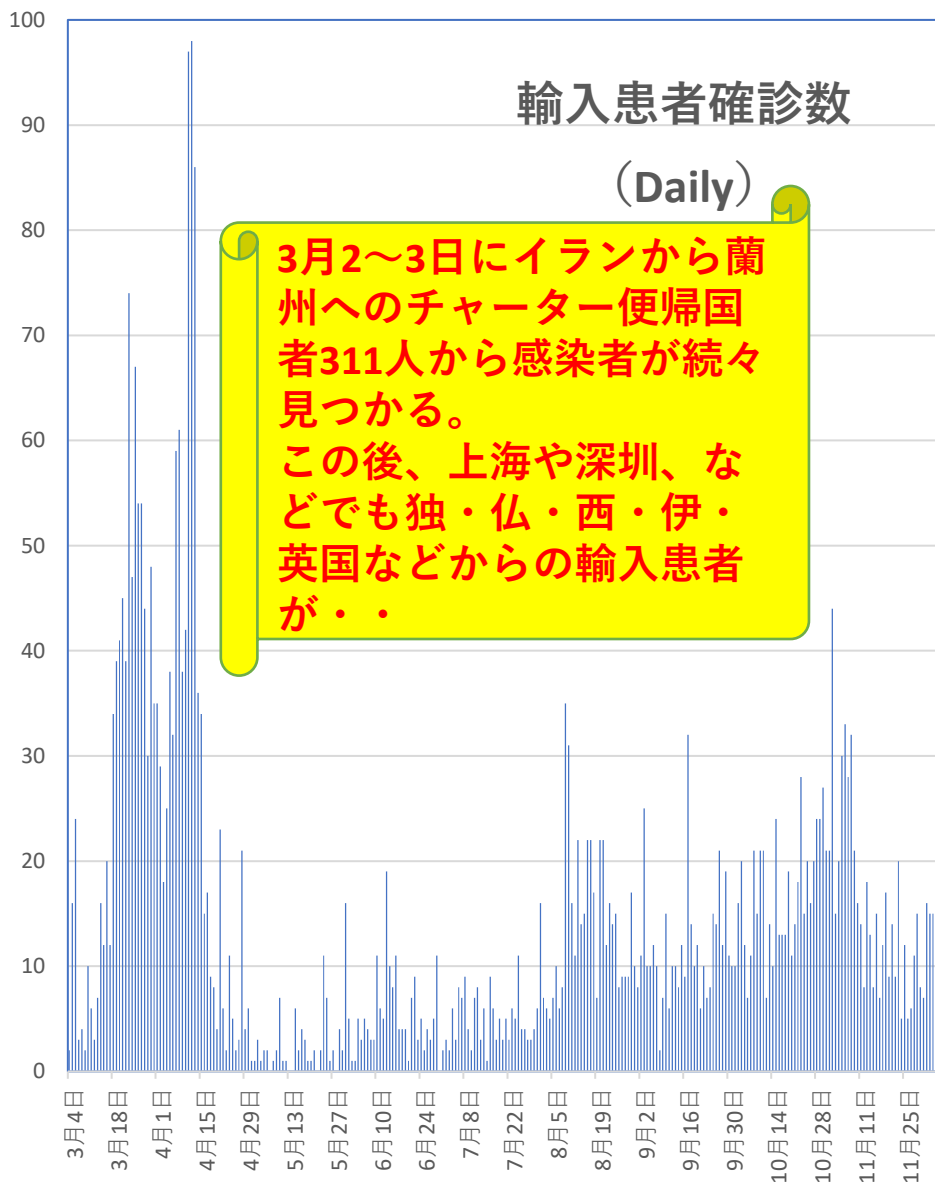 輸入患者確診数
（Daily）
3月2～3日にイランから蘭
州へのチャーター便帰国
者311人から感染者が続々
見つかる。
この後、上海や深圳、な
どでも独・仏・西・伊・
英国などからの輸入患者
が・・
100
90
80
70
60
50
40
30
20
10
0
3月4日
3月18日
4月1日
4月15日
4月29日
5月13日
5月27日
6月10日
6月24日
7月8日
7月22日
8月5日
8月19日
9月2日
9月16日
9月30日
10月14日
10月28日
11月11日
11月25日